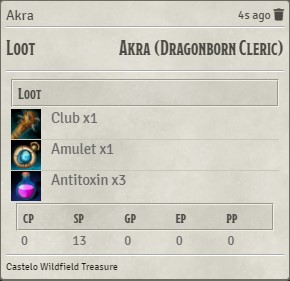 Akra 4s ago
Loot Akra (Dragonborn Cleric)
Loot
Club x1
Amulet x1
Antitoxin x3
CP SP GP EP PP
0 13 0 0 0
Castelo Wildfield Treasure